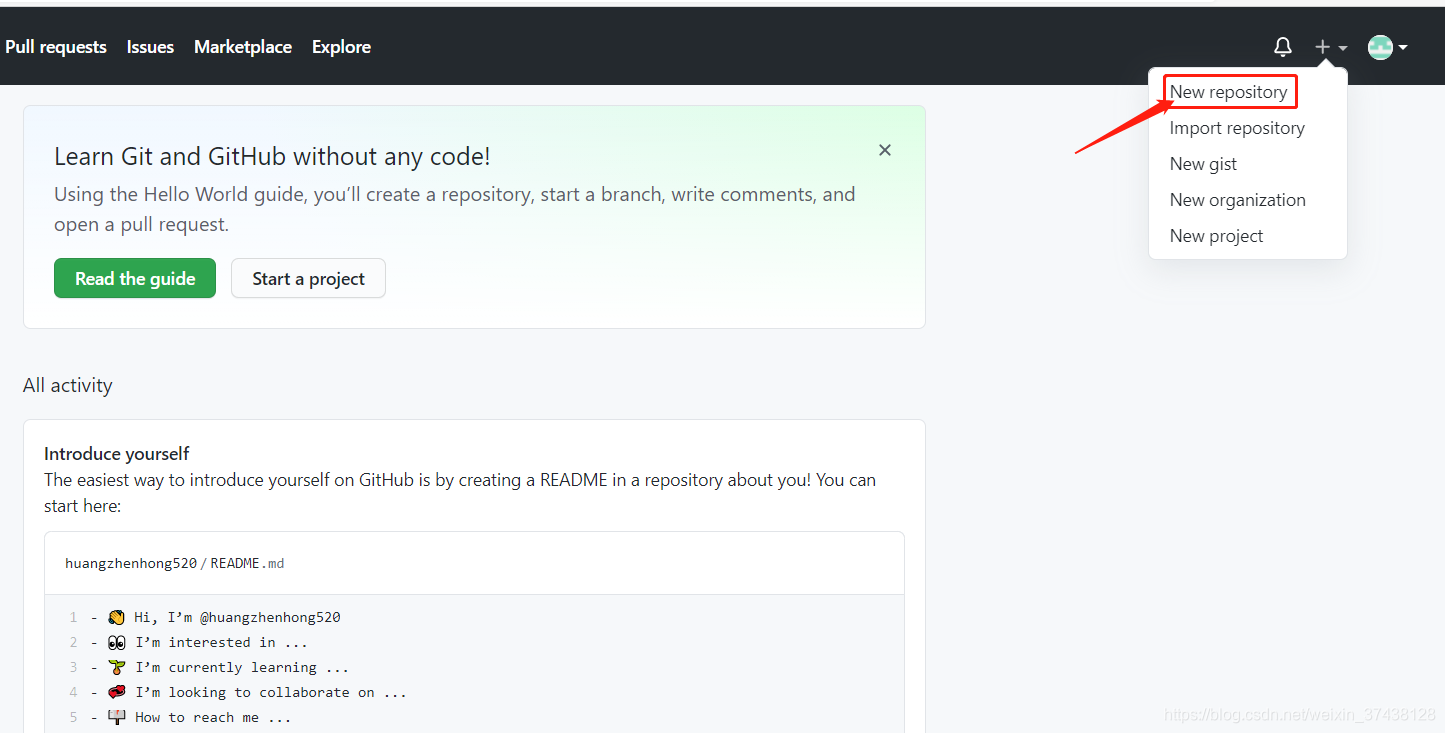 Pull requests Issues Marketplace Explore
New repository
Import repository
New gist
New organization
New project
Learn Git and GitHub without any code!
Using the Hello World guide, you’ll create a repository, start a branch, write comments, and
open a pull request.
Read the guide Start a project
All activity
Introduce yourself
The easiest way to introduce yourself on GitHub is by creating a README in a repository about you! You can
start here:
huangzhenhong520/README.md
1 - 👋 Hi, I’m @huangzhenhong520
2 - 👀 I’m interested in ...
3 - 🌱 I’m currently learning ...
4 - 💞️ I’m looking to collaborate on ...
5 - 📫 How to reach me ...
https://blog.csdn.net/weixin_37438128